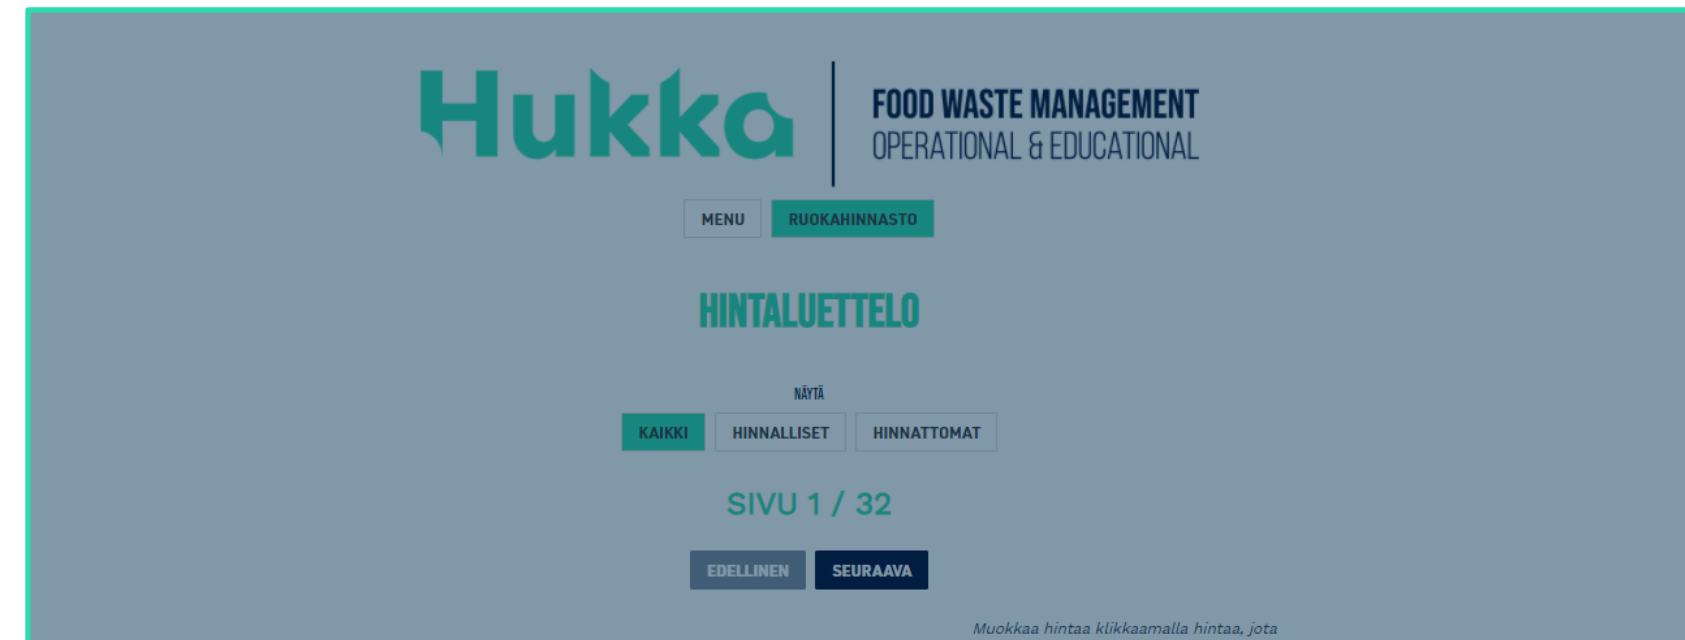 Hukka
FOOD WASTE MANAGEMENT
OPERATIONAL & EDUCATIONAL
MENU RUOKAHINNASTO
HINTALUETTELO
NÄYTÄ
KAIKKI HINNALLISET HINNATTOMAT
SIVU 1 / 32
EDELLINEN SEURAAVA
Muokkaa hintaa klikkaamalla hintaa, jota